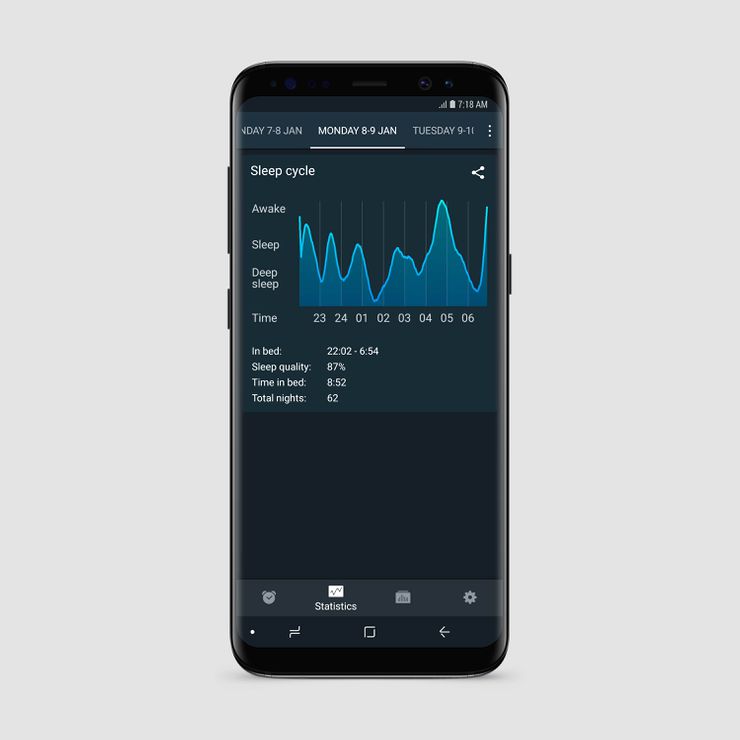 7:18 AM
NDAY 7-8 JAN MONDAY 8-9 JAN TUESDAY 9-10
Sleep cycle
Awake
Sleep
Deep
sleep
Time 23 24 01 02 03 04 05 06
In bed: 22:02 - 6:54
Sleep quality: 87%
Time in bed: 8:52
Total nights: 62
Statistics